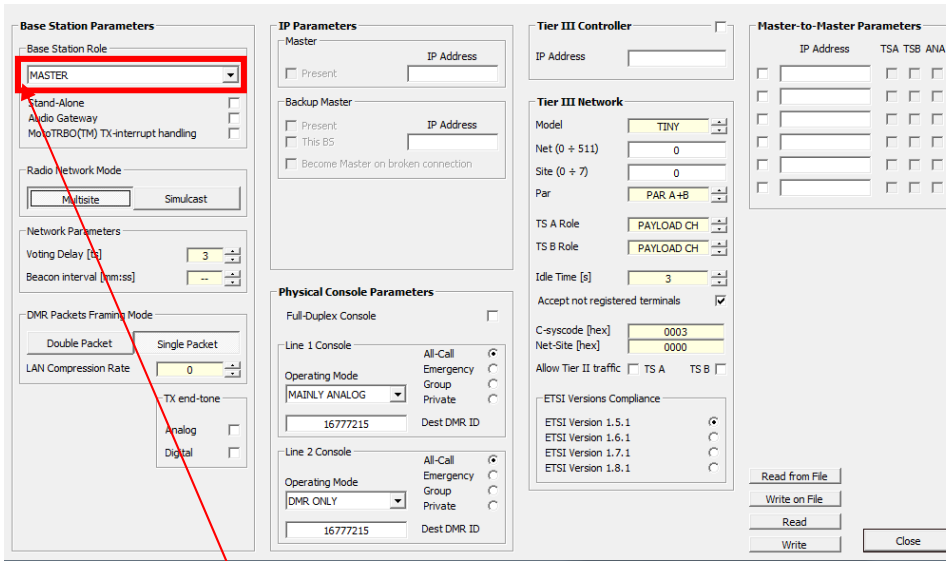 Base Station Parameters
Base Station Role
MASTER
Stand-Alone
Audio Gateway
MotoTRBO(TM) TX-interrupt handling
Radio Network Mode
Multisite
Simulcast
Network Parameters
Voting Delay [ts]
3
Beacon interval [mm:ss]
--
DMR Packets Framing Mode
Double Packet
Single Packet
LAN Compression Rate
0
TX end-tone
Analog
Digital
IP Parameters
Master
IP Address
Present
Backup Master
Present
IP Address
This BS
Become Master on broken connection
Physical Console Parameters
Full-Duplex Console
Line 1 Console
All-Call
Emergency
Operating Mode
Group
MAINLY ANALOG
Private
16777215
Dest DMR ID
Line 2 Console
All-Call
Emergency
Operating Mode
Group
DMR ONLY
Private
16777215
Dest DMR ID
Tier III Controller
IP Address
Tier III Network
Model
TINY
Net (0 ÷ 511)
0
Site (0 ÷ 7)
0
Par
PAR A+B
TS A Role
PAYLOAD CH
TS B Role
PAYLOAD CH
Idle Time [s]
3
Accept not registered terminals
C-syscode [hex]
0003
Net-Site [hex]
0000
Allow Tier II traffic
TS A
TS B
ETSI Versions Compliance
ETSI Version 1.5.1
ETSI Version 1.6.1
ETSI Version 1.7.1
ETSI Version 1.8.1
Master-to-Master Parameters
IP Address
TSA TSB ANA
Read from File
Write on File
Read
Write
Close